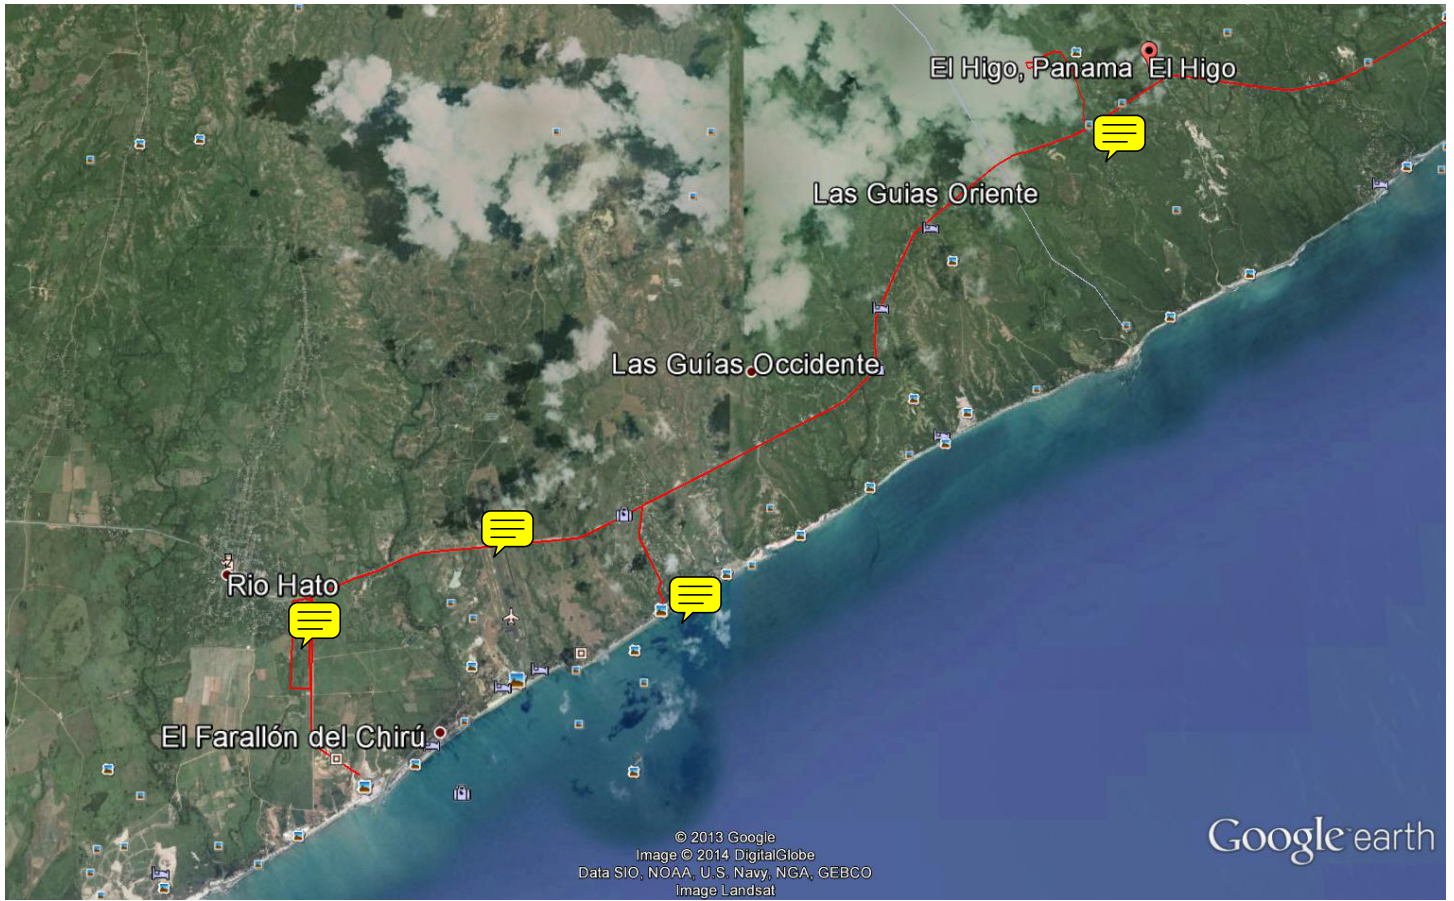 El Higo, Panama El Higo
Las Guias Oriente
Las Guías Occidente
Rio Hato
El Farallón del Chirú
© 2013 Google
Image © 2014 DigitalGlobe
Data SIO, NOAA, U.S. Navy, NGA, GEBCO
Image Landsat
Google earth